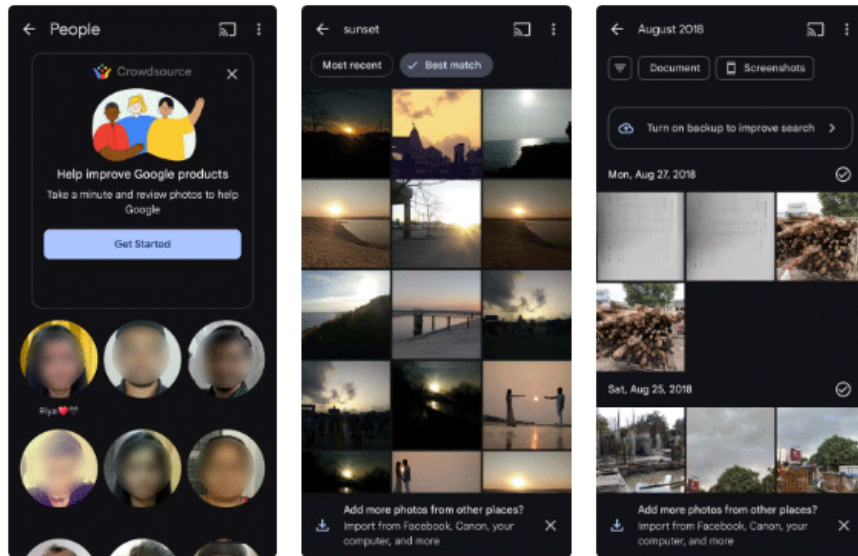 People
Crowdsource
Help improve Google products
Take a minute and review photos to help
Google
Get Started
Riya❤️🖤
sunset
Most recent
Best match
Add more photos from other places?
Import from Facebook, Canon, your
computer, and more
August 2018
Document
Screenshots
Turn on backup to improve search
Mon, Aug 27, 2018
Sat, Aug 25, 2018
Add more photos from other places?
Import from Facebook, Canon, your
computer, and more